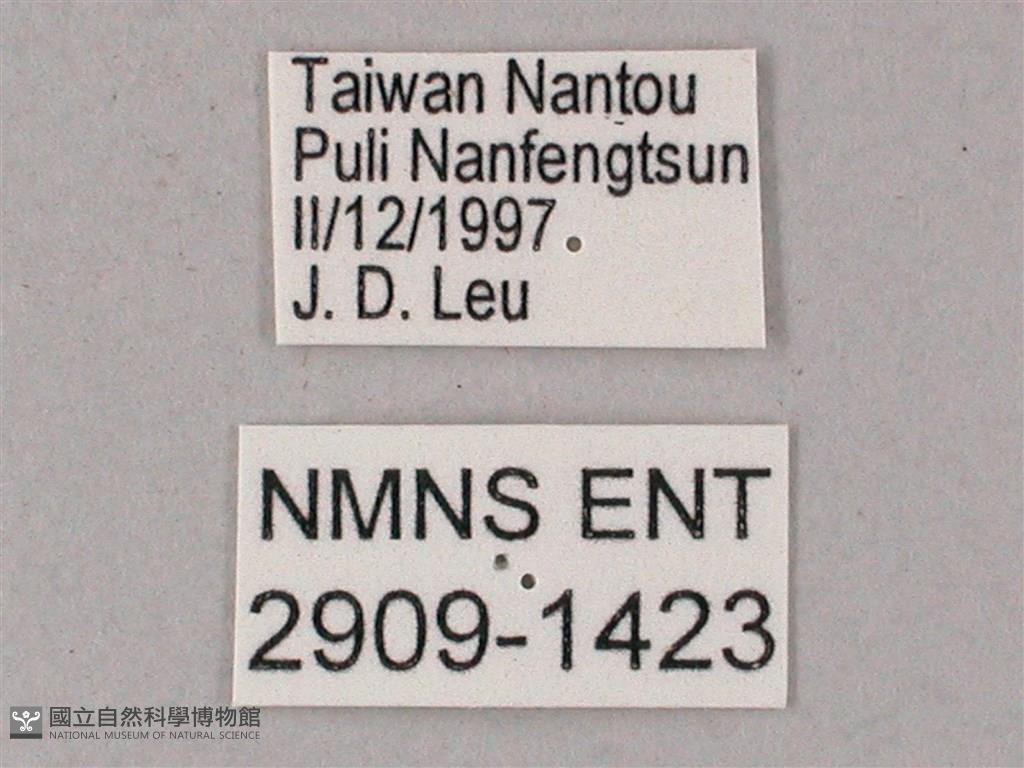 Taiwan Nantou
Puli Nanfengtsun
II/12/1997
J. D. Leu
NMNS ENT
2909-1423
國立自然科學博物館
NATIONAL MUSEUM OF NATURAL SCIENCE